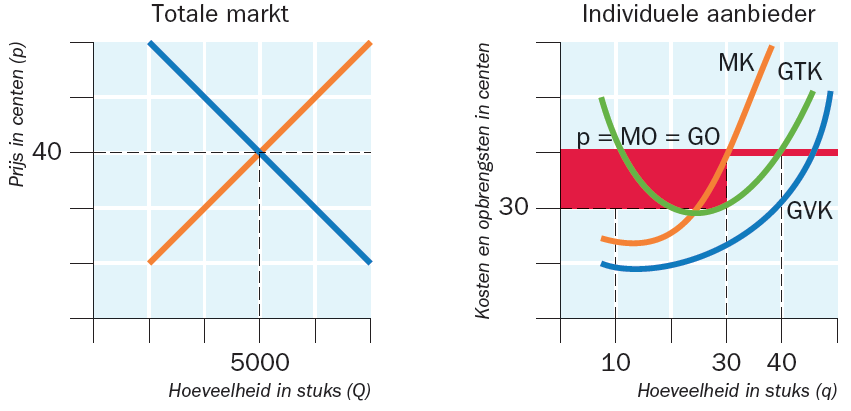 Totale markt
Prijs in centen (p)
40
5000
Hoeveelheid in stuks (Q)
Individuele aanbieder
Kosten en opbrengsten in centen
MK
GTK
p = MO = GO
30
GVK
10 30 40
Hoeveelheid in stuks (q)